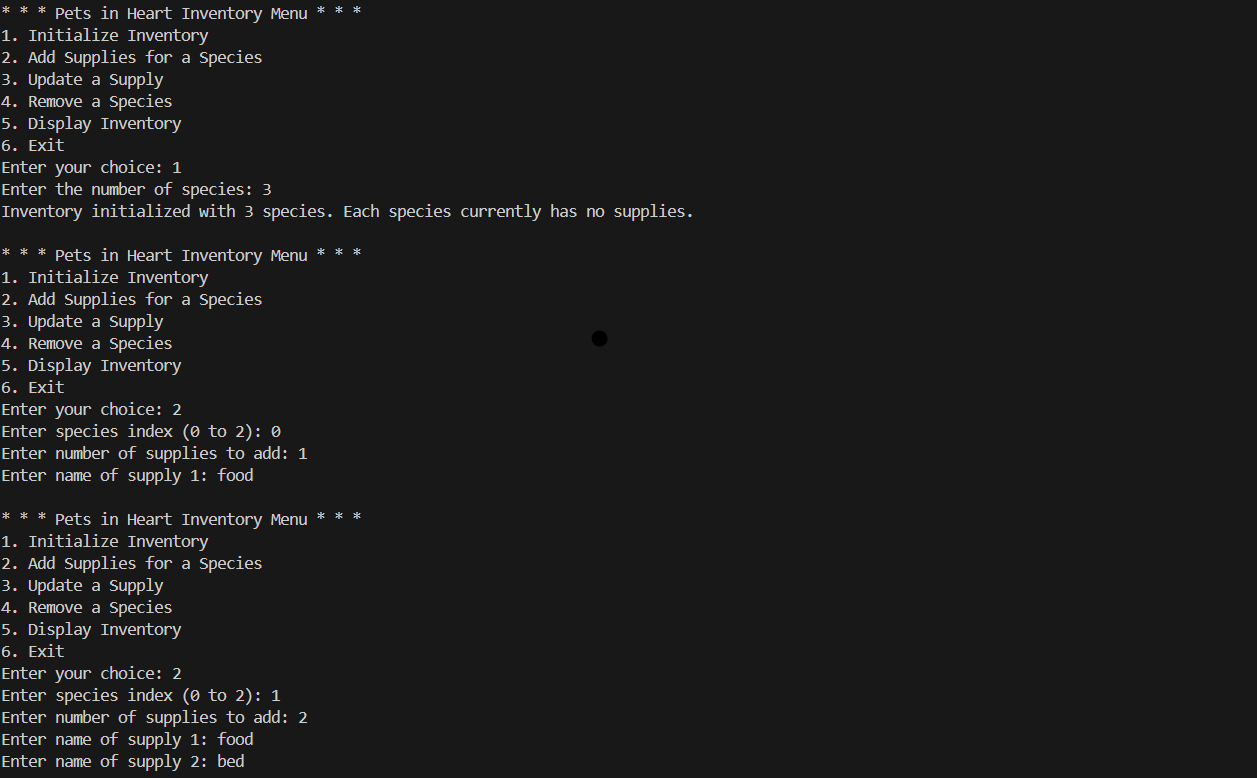 * * * Pets in Heart Inventory Menu * * *
1. Initialize Inventory
2. Add Supplies for a Species
3. Update a Supply
4. Remove a Species
5. Display Inventory
6. Exit
Enter your choice: 1
Enter the number of species: 3
Inventory initialized with 3 species. Each species currently has no supplies.

* * * Pets in Heart Inventory Menu * * *
1. Initialize Inventory
2. Add Supplies for a Species
3. Update a Supply
4. Remove a Species
5. Display Inventory
6. Exit
Enter your choice: 2
Enter species index (0 to 2): 0
Enter number of supplies to add: 1
Enter name of supply 1: food

* * * Pets in Heart Inventory Menu * * *
1. Initialize Inventory
2. Add Supplies for a Species
3. Update a Supply
4. Remove a Species
5. Display Inventory
6. Exit
Enter your choice: 2
Enter species index (0 to 2): 1
Enter number of supplies to add: 2
Enter name of supply 1: food
Enter name of supply 2: bed